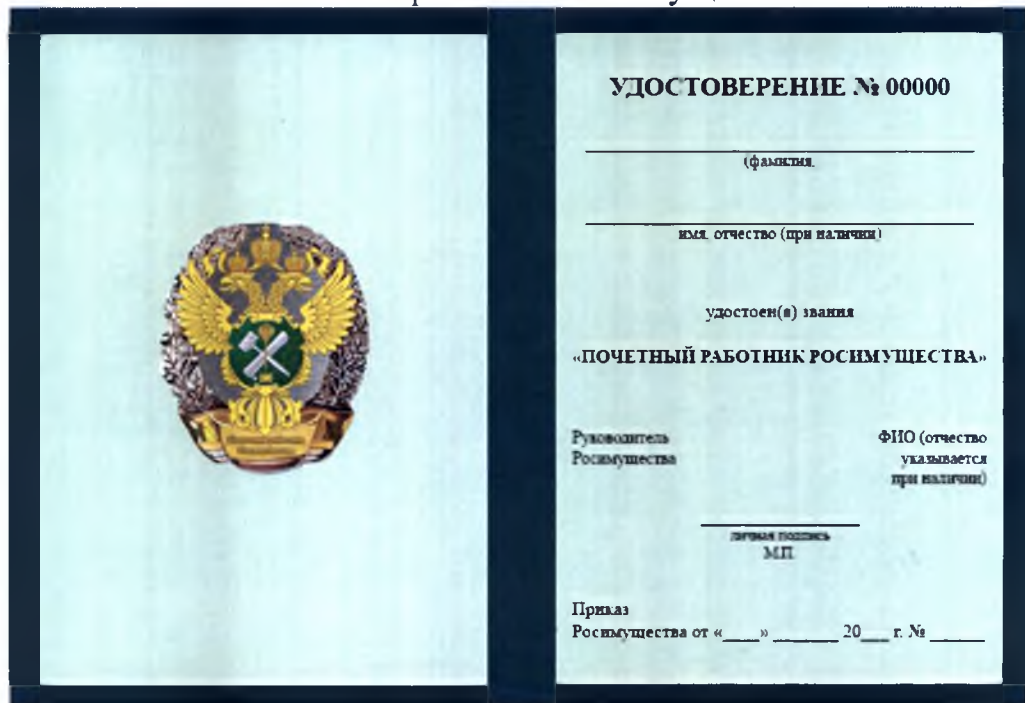 УДОСТОВЕРЕНИЕ № 00000
(фамилия,
имя, отчество (при наличии)
удостоен(а) звания
«ПОЧЕТНЫЙ РАБОТНИК РОСИМУЩЕСТВА»
Руководитель ФИО (отчество
Росимущества указывается
при наличии)
личная подпись
М.П.
Приказ
Росимущества от «____» _______ 20___ г. № ______